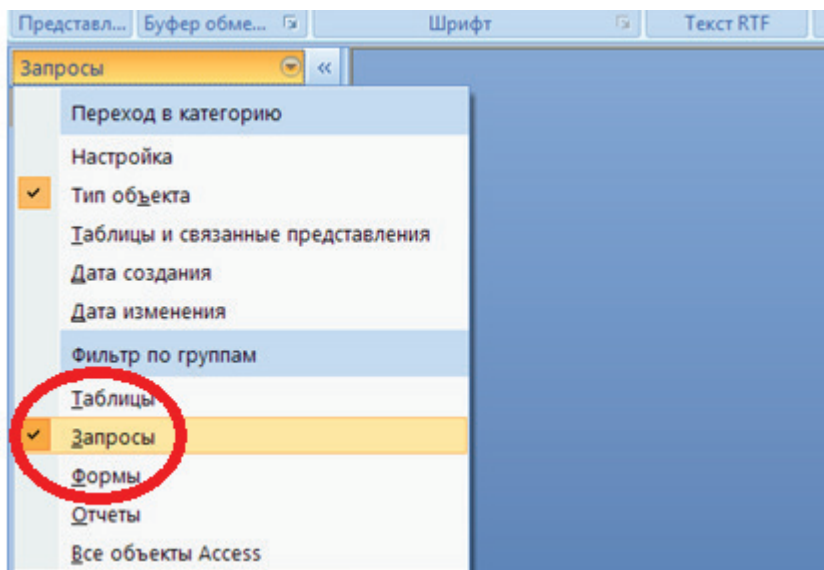 Представл... Буфер обме... Шрифт Текст RTF
Запросы «
Переход в категорию
Настройка
Тип объекта
Таблицы и связанные представления
Дата создания
Дата изменения
Фильтр по группам
Таблицы
Запросы
Формы
Отчеты
Все объекты Access